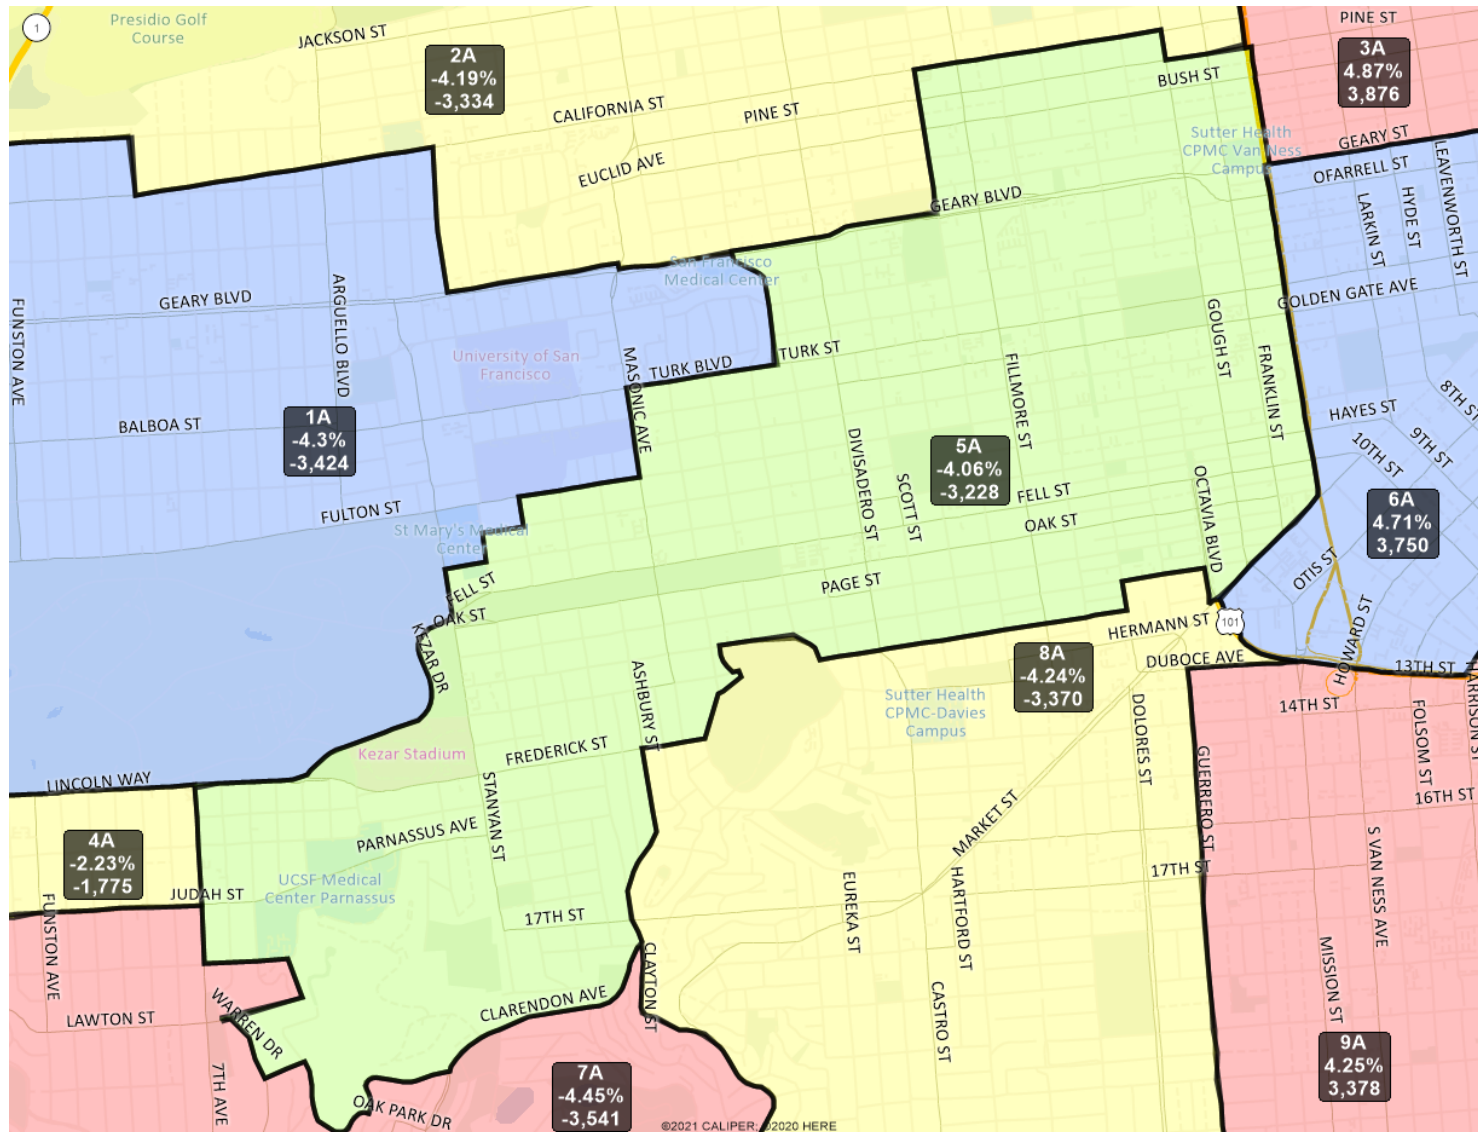 Presidio Golf
Course
1
JACKSON ST
2A
-4.19%
-3,334
CALIFORNIA ST
PINE ST
EUCLID AVE
BUSH ST
PINE ST
3A
4.87%
3,876
GEARY ST
Sutter Health
CPMC Van Ness
Campus
OFARRELL ST
LEAVENWORTH ST
HYDE ST
LARKIN ST
GEARY BLVD
San Francisco
Medical Center
GEARY BLVD
FUNSTON AVE
ARGUELLO BLVD
GOLDEN GATE AVE
University of San
Francisco
MASONIC AVE
TURK BLVD
TURK ST
GOUGH ST
FRANKLIN ST
FILLMORE ST
8TH ST
HAYES ST
9TH ST
10TH ST
BALBOA ST
1A
-4.3%
-3,424
5A
-4.06%
-3,228
DIVISADERO ST
SCOTT ST
FELL ST
OAK ST
OCTAVIA BLVD
6A
4.71%
3,750
FULTON ST
St Mary's Medical
Center
FELL ST
OAK ST
PAGE ST
OTIS ST
HOWARD ST
101
HERMANN ST
DUBOCE AVE
13TH ST
HARRISON ST
KEZAR DR
ASHBURY ST
8A
-4.24%
-3,370
Sutter Health
CPMC-Davies
Campus
DOLORES ST
14TH ST
FOLSOM ST
GUERRERO ST
16TH ST
Kezar Stadium
FREDERICK ST
LINCOLN WAY
STANYAN ST
PARNASSUS AVE
MARKET ST
4A
-2.23%
-1,775
JUDAH ST
UCSF Medical
Center Parnassus
17TH ST
17TH ST
EUREKA ST
HARTFORD ST
S VAN NESS AVE
FUNSTON AVE
CLAYTON ST
CASTRO ST
MISSION ST
LAWTON ST
WARREN DR
CLARENDON AVE
7TH AVE
OAK PARK DR
7A
-4.45%
-3,541
9A
4.25%
3,378
©2021 CALIPER; ©2020 HERE